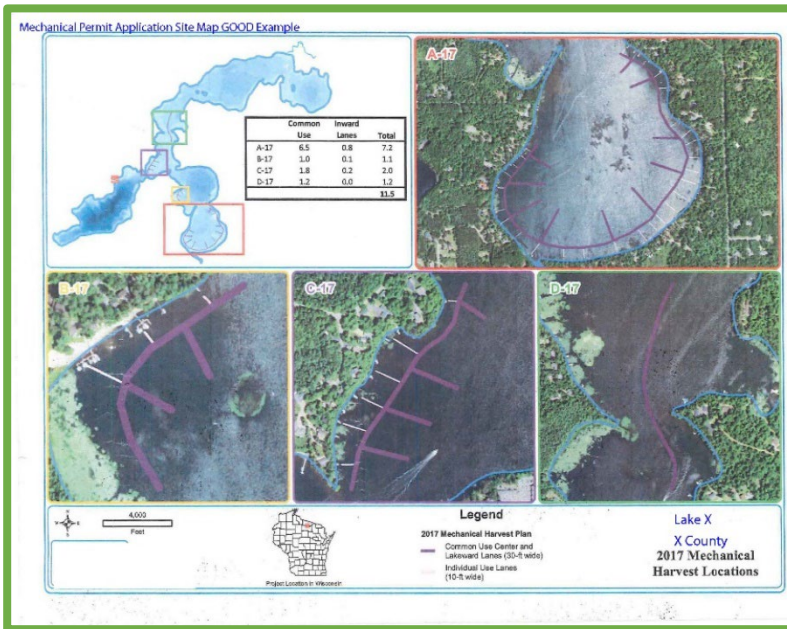 Mechanical Permit Application Site Map GOOD Example
Common Inward
Use Lanes Total
A-17 6.5 0.8 7.2
B-17 1.0 0.1 1.1
C-17 1.8 0.2 2.0
D-17 1.2 0.0 1.2
11.5
A-17
B-17
C-17
D-17
4,000
Feet
Project Location in Wisconsin
Legend
2017 Mechanical Harvest Plan
Common Use Center and
Lakeward Lanes (30-ft wide)
Individual Use Lanes
(10-ft wide)
Lake X
X County
2017 Mechanical
Harvest Locations